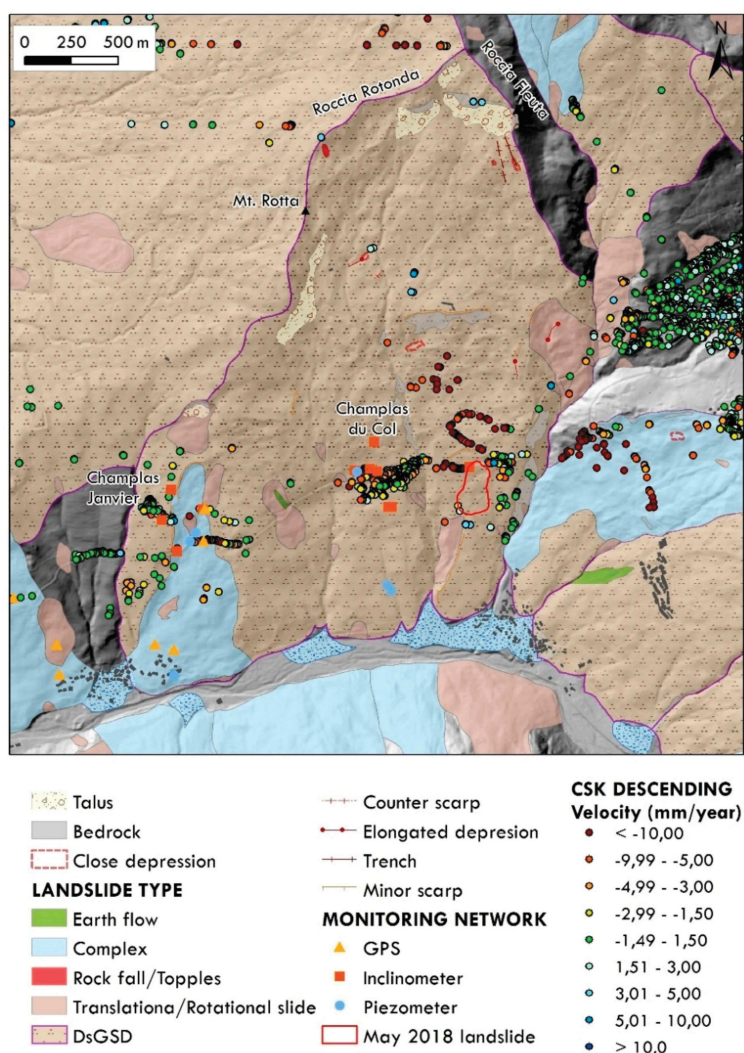 N
0 250 500 m
Roccia Rotonda
Roccia Fleuta
Mt. Rotta
Champlas
du Col
Champlas
Janvier
Talus
Bedrock
Close depression
LANDSLIDE TYPE
Earth flow
Complex
Rock fall/Topples
Translationa/Rotational slide
DsGSD
Counter scarp
Elongated depresion
Trench
Minor scarp
MONITORING NETWORK
GPS
Inclinometer
Piezometer
May 2018 landslide
CSK DESCENDING
Velocity (mm/year)
< -10,00
-9,99 - -5,00
-4,99 - -3,00
-2,99 - -1,50
-1,49 - 1,50
1,51 - 3,00
3,01 - 5,00
5,01 - 10,00
> 10.0